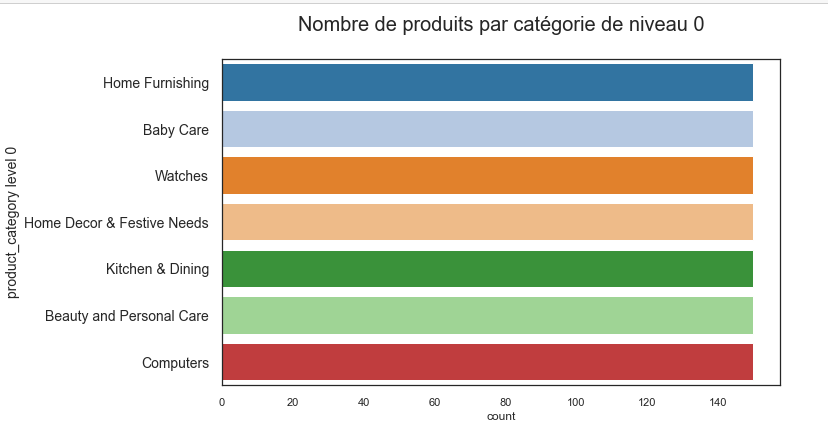 Nombre de produits par catégorie de niveau 0
product_category level 0
Home Furnishing
Baby Care
Watches
Home Decor & Festive Needs
Kitchen & Dining
Beauty and Personal Care
Computers
0 20 40 60 80 100 120 140
count